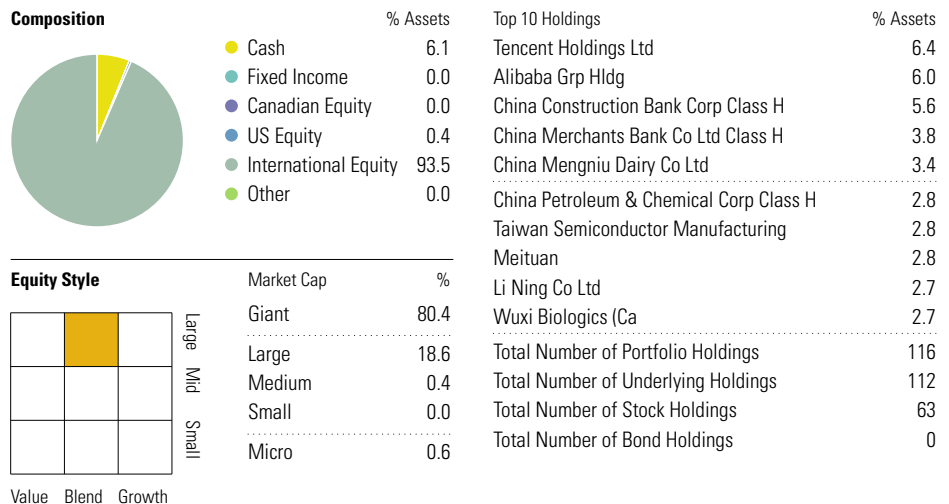 Composition % Assets
Cash 6.1
Fixed Income 0.0
Canadian Equity 0.0
US Equity 0.4
International Equity 93.5
Other 0.0
Equity Style
Large
Mid
Small
Value Blend Growth
Market Cap %
Giant 80.4
Large 18.6
Medium 0.4
Small 0.0
Micro 0.6
Top 10 Holdings % Assets
Tencent Holdings Ltd 6.4
Alibaba Grp Hldg 6.0
China Construction Bank Corp Class H 5.6
China Merchants Bank Co Ltd Class H 3.8
China Mengniu Dairy Co Ltd 3.4
China Petroleum & Chemical Corp Class H 2.8
Taiwan Semiconductor Manufacturing 2.8
Meituan 2.8
Li Ning Co Ltd 2.7
Wuxi Biologics (Ca 2.7
Total Number of Portfolio Holdings 116
Total Number of Underlying Holdings 112
Total Number of Stock Holdings 63
Total Number of Bond Holdings 0